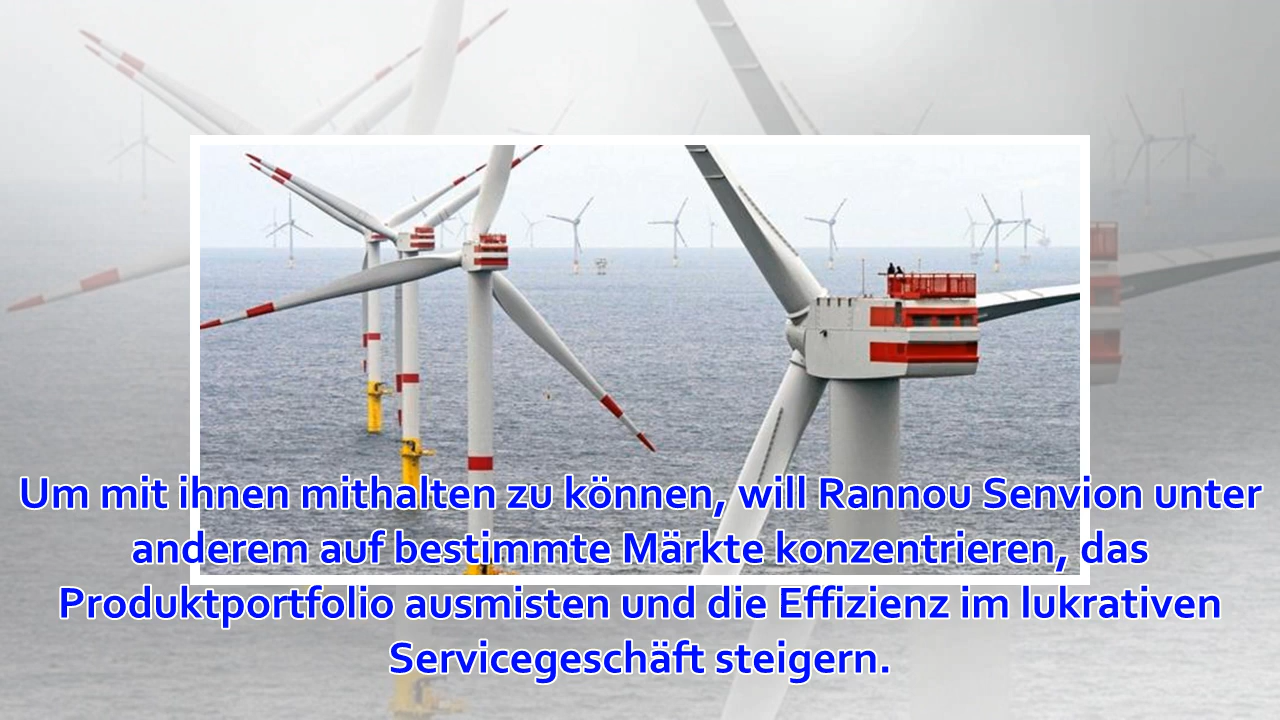 Um mit ihnen mithalten zu können, will Rannou Senvion unter
anderem auf bestimmte Märkte konzentrieren, das
Produktportfolio ausmisten und die Effizienz im lukrativen
Servicegeschäft steigern.